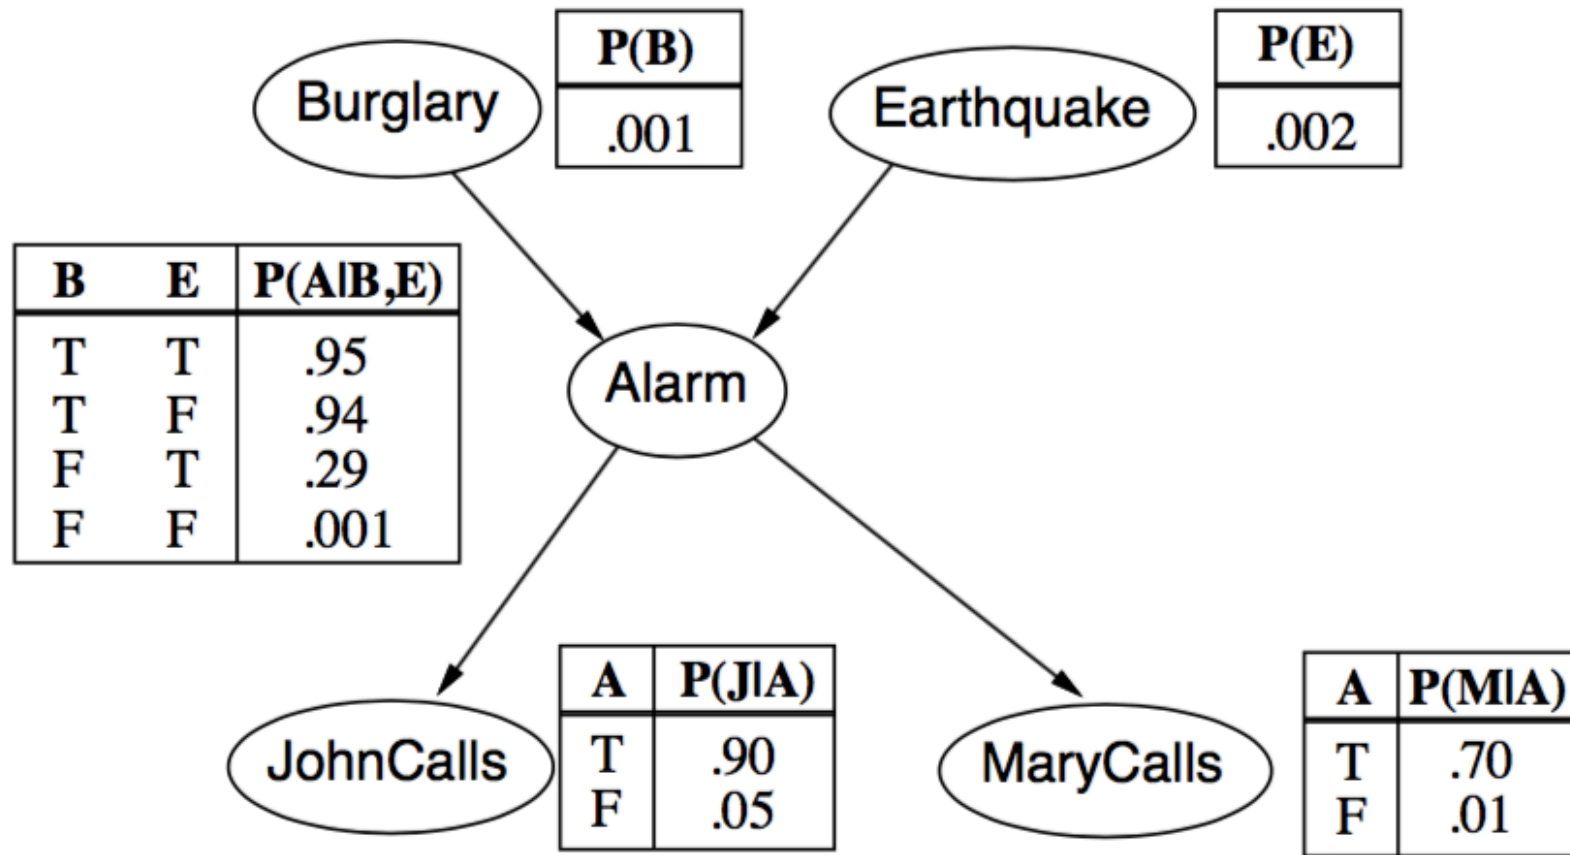 Burglary
P(B)
.001
Earthquake
P(E)
.002
B E P(A|B,E)
T T .95
T F .94
F T .29
F F .001
Alarm
JohnCalls
A P(J|A)
T .90
F .05
MaryCalls
A P(M|A)
T .70
F .01